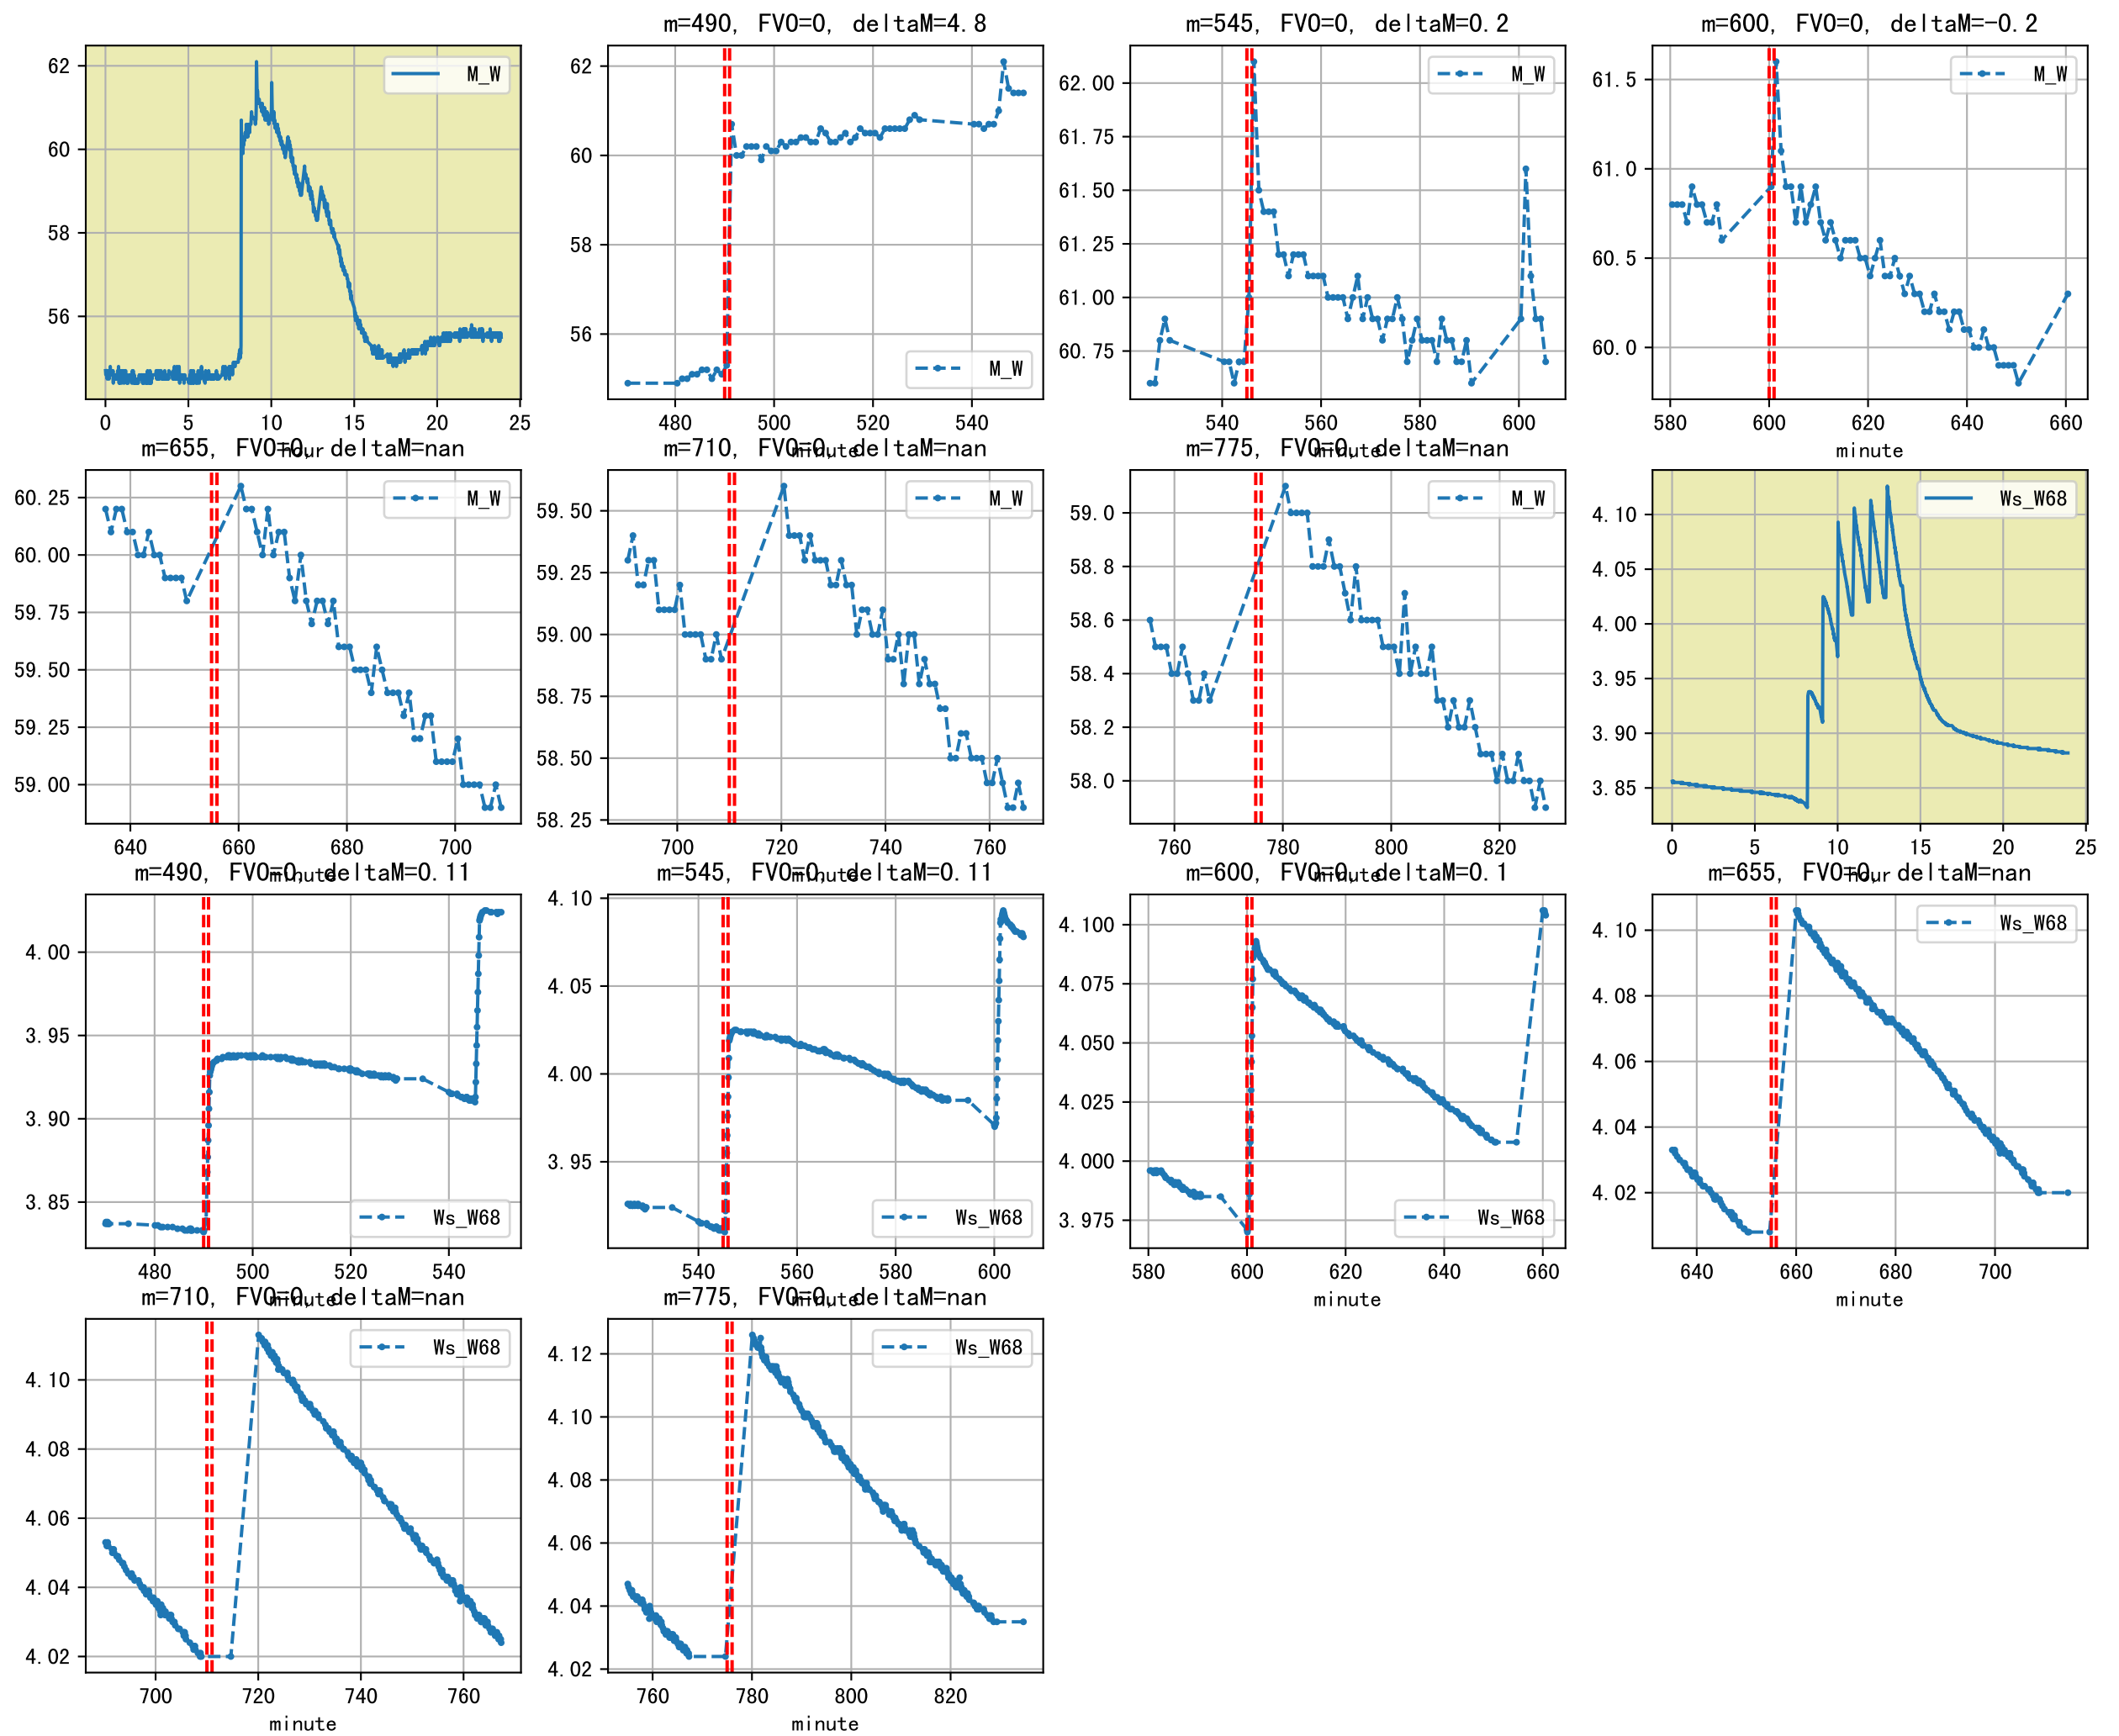 m=490, FV0=0, deltaM=4.8
m=545, FV0=0, deltaM=0.2
m=600, FV0=0, deltaM=-0.2
M_W
M_W
M_W
M_W
62
60
58
56
62
60
58
56
62.00
61.75
61.50
61.25
61.00
60.75
61.5
61.0
60.5
60.0
0 5 10 15 20 25
480 500 520 540
540 560 580 600
580 600 620 640 660
hour
minute
minute
minute
m=655, FV0=0, deltaM=nan
m=710, FV0=0, deltaM=nan
m=775, FV0=0, deltaM=nan
M_W
M_W
M_W
Ws_W68
60.25
60.00
59.75
59.50
59.25
59.00
59.50
59.25
59.00
58.75
58.50
58.25
59.0
58.8
58.6
58.4
58.2
58.0
4.10
4.05
4.00
3.95
3.90
3.85
640 660 680 700
700 720 740 760
760 780 800 820
0 5 10 15 20 25
minute
minute
minute
hour
m=490, FV0=0, deltaM=0.11
m=545, FV0=0, deltaM=0.11
m=600, FV0=0, deltaM=0.1
m=655, FV0=0, deltaM=nan
4.00
3.95
3.90
3.85
4.10
4.05
4.00
3.95
4.100
4.075
4.050
4.025
4.000
3.975
4.10
4.08
4.06
4.04
4.02
Ws_W68
Ws_W68
Ws_W68
Ws_W68
480 500 520 540
540 560 580 600
580 600 620 640 660
640 660 680 700
minute
minute
minute
minute
m=710, FV0=0, deltaM=nan
m=775, FV0=0, deltaM=nan
Ws_W68
Ws_W68
4.10
4.08
4.06
4.04
4.02
4.12
4.10
4.08
4.06
4.04
4.02
700 720 740 760
760 780 800 820
minute
minute